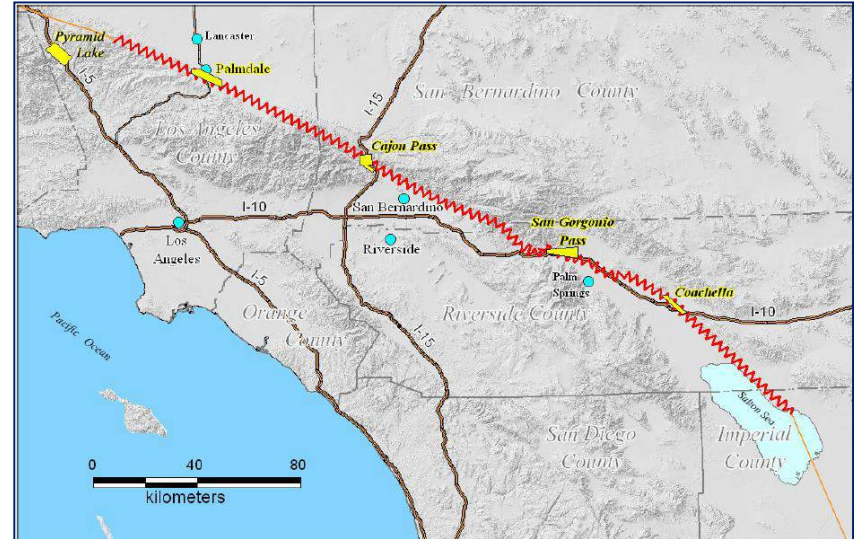 Pyramid
Lake
Lancaster
Palmdale
I-5
I-15
San Bernardino County
Los Angeles
County
Cajon Pass
San Bernardino
I-10
Los
Angeles
Riverside
San Gorgonio
Pass
Palm
Springs
Coachella
I-5
Orange
County
I-15
Riverside County
I-10
Pacific Ocean
Salton Sea
San Diego
County
Imperial
County
0 40 80
kilometers